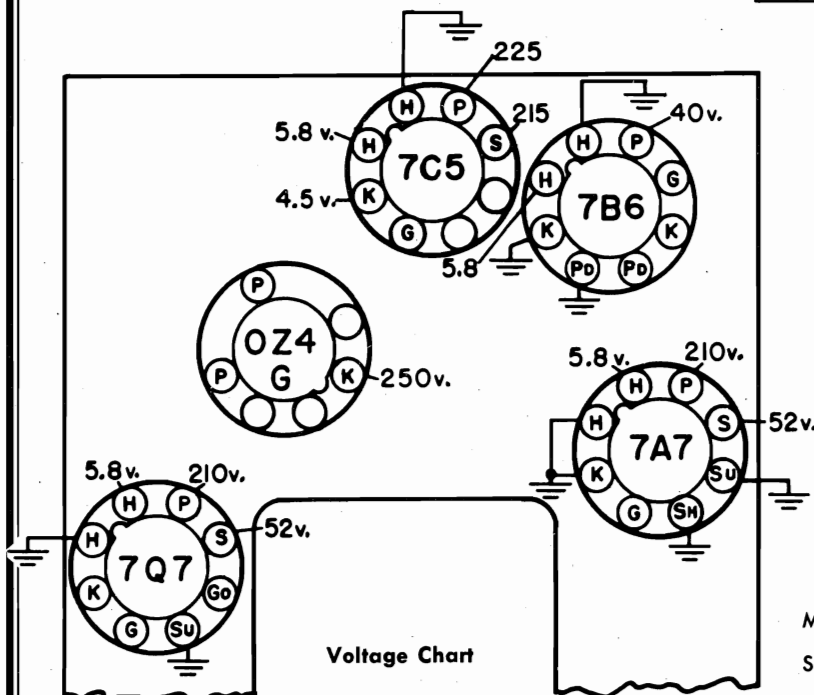 225
H P 215
5.8 v. H S
7C5
4.5 v. K
G
40v.
H P
H G
7B6
5.8 K K
PD PD
P
OZ4
G
P K 250v.
5.8 v. 210v.
H P
H S 52v.
7A7
K SU
G SH
5.8 v. 210v.
H P
H S 52v.
7Q7
K GO
G SU
Voltage Chart
M
S